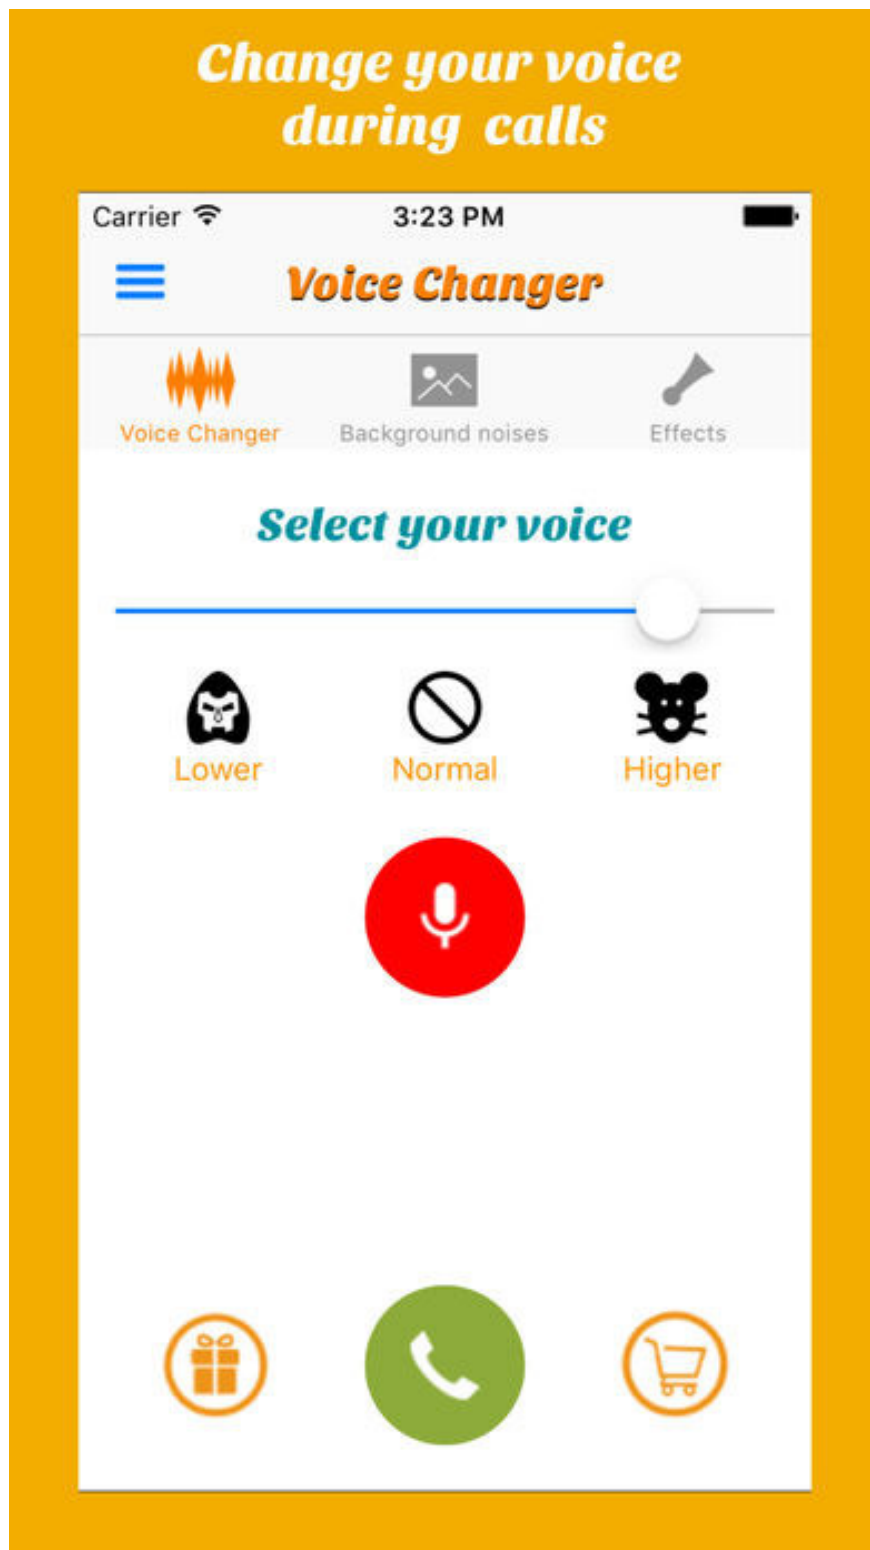 Change your voice
during calls
Carrier 3:23 PM
Voice Changer
Voice Changer Background noises Effects
Select your voice
Lower Normal Higher